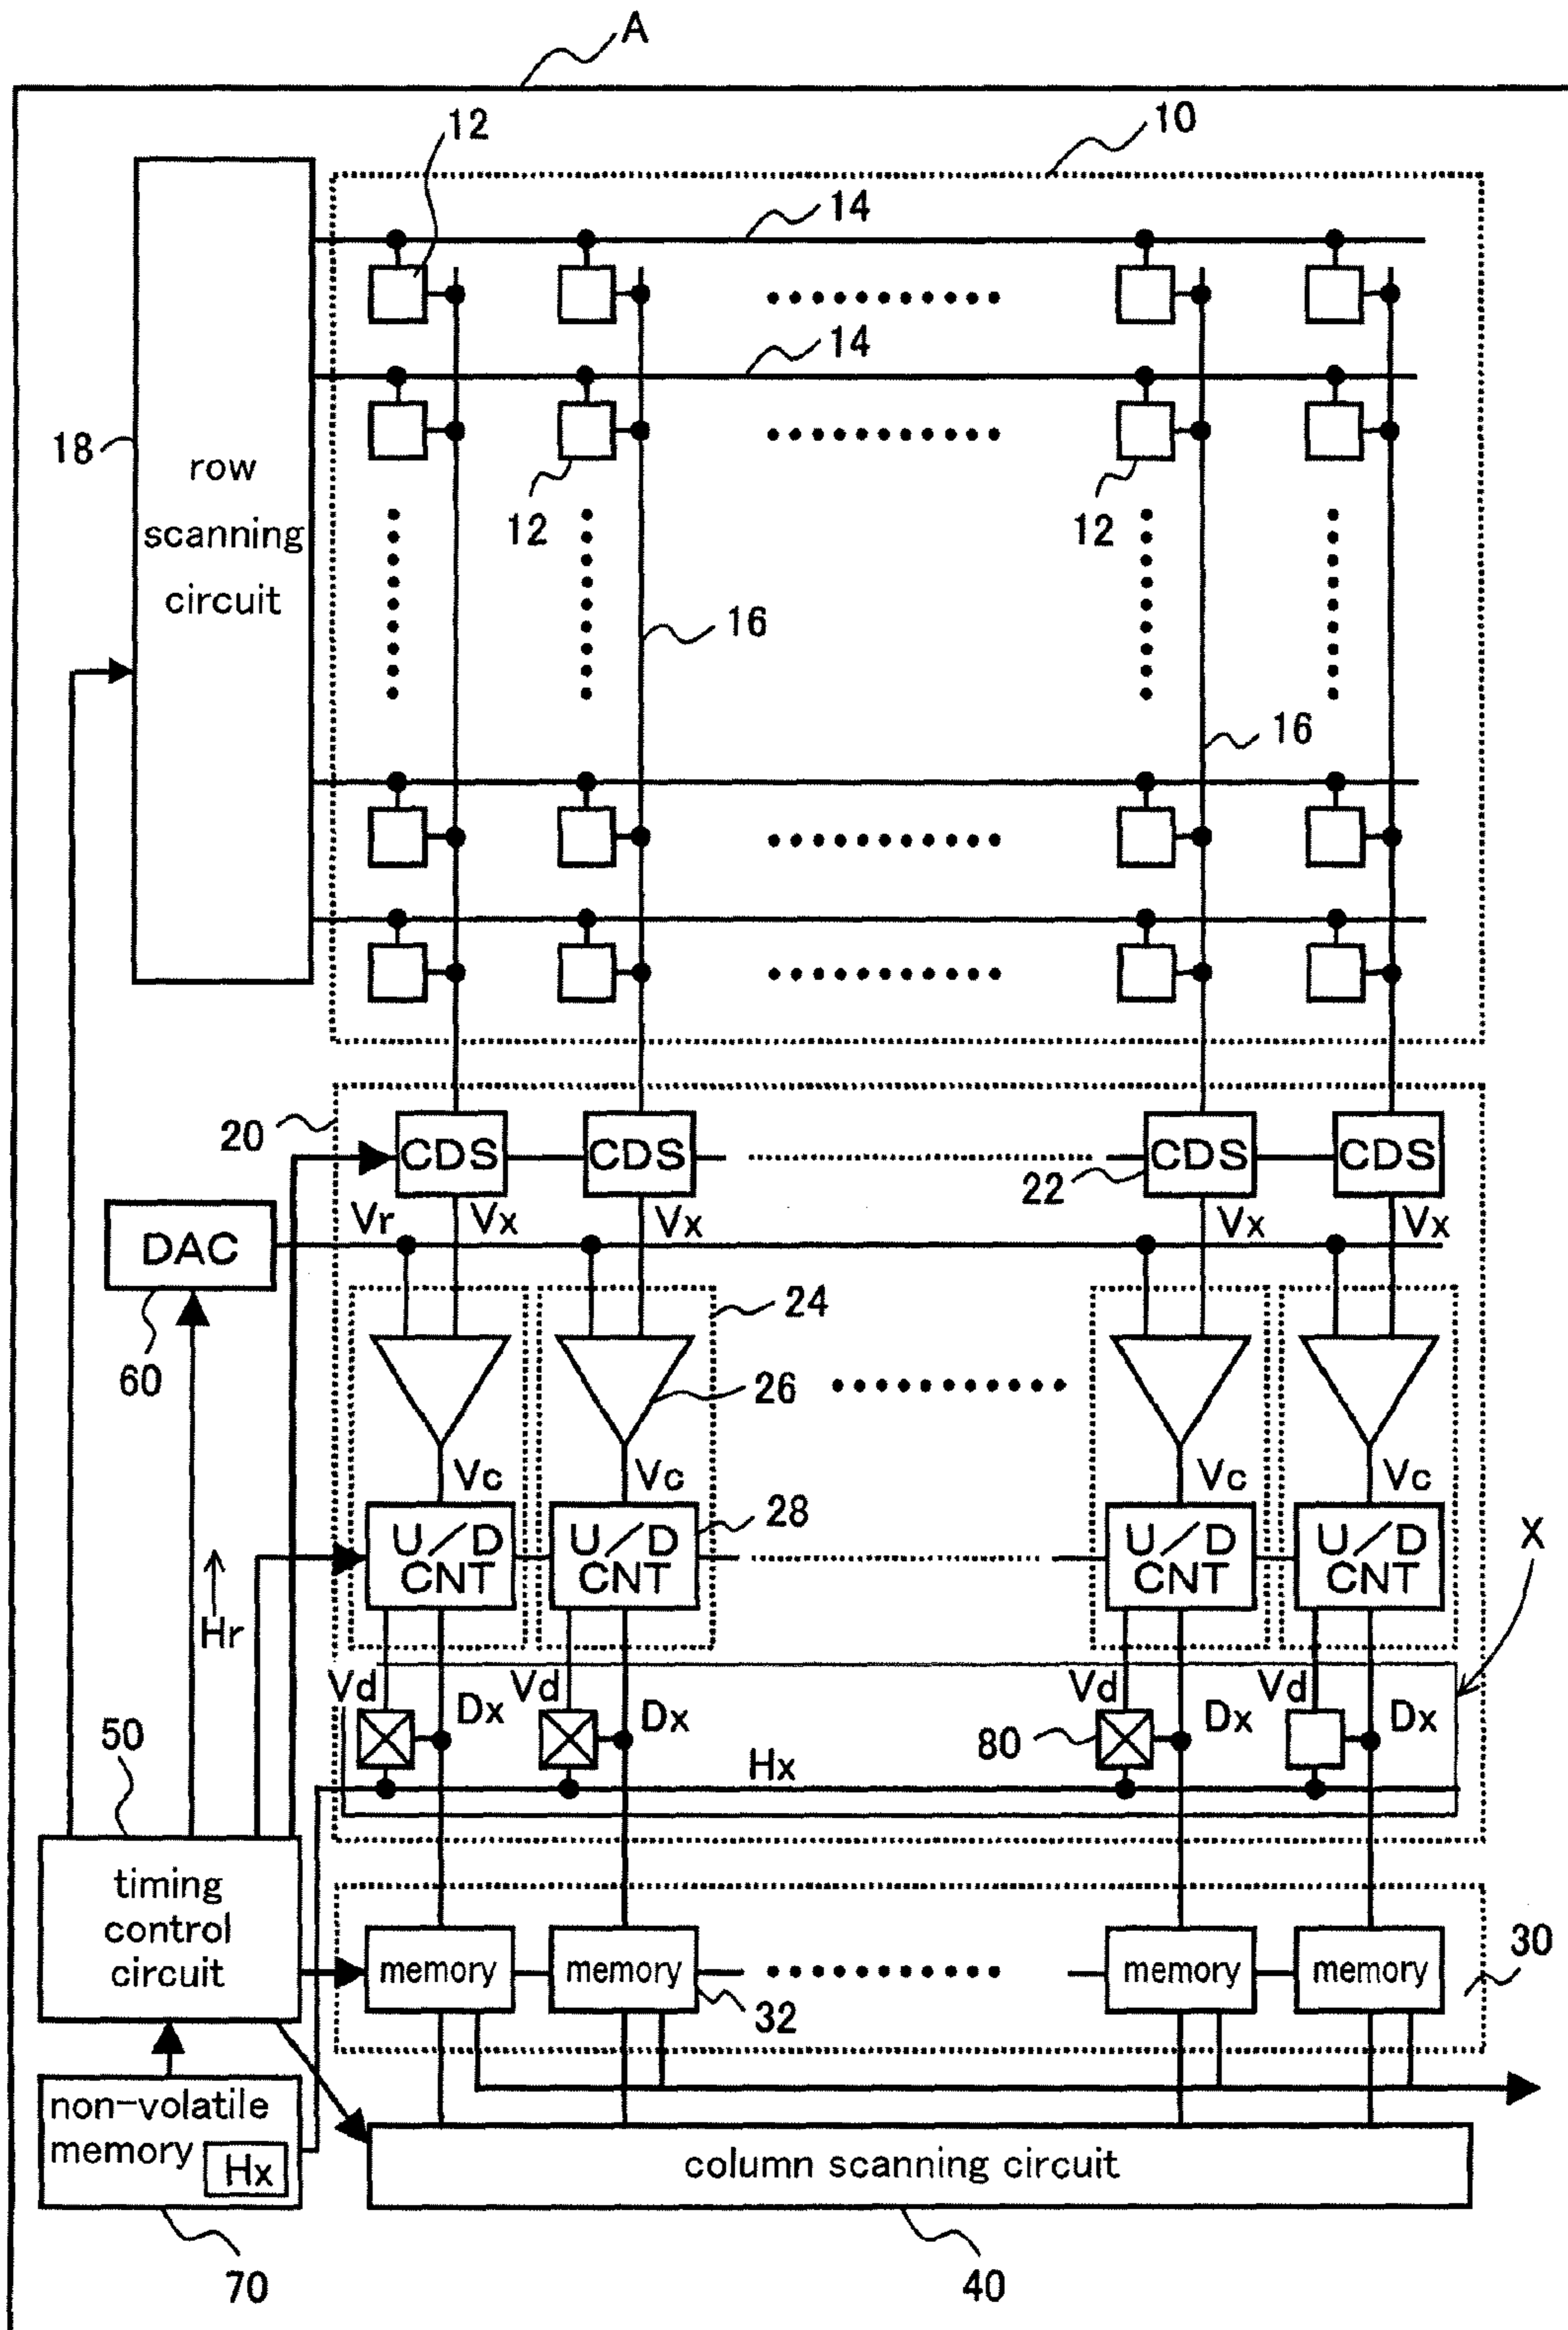 A
10
12
14
14
18
row
scanning
circuit
12
12
16
16
20
CDS
CDS
22
CDS
CDS
Vr
Vx
Vx
Vx
Vx
DAC
60
24
26
Vc
Vc
Vc
Vc
28
U/D
CNT
U/D
CNT
U/D
CNT
U/D
CNT
X
Hr
Vd
Dx
Vd
Dx
80
Vd
Dx
Vd
Dx
Hx
50
timing
control
circuit
memory
memory
32
memory
memory
30
non-volatile
memory
Hx
column scanning circuit
70
40